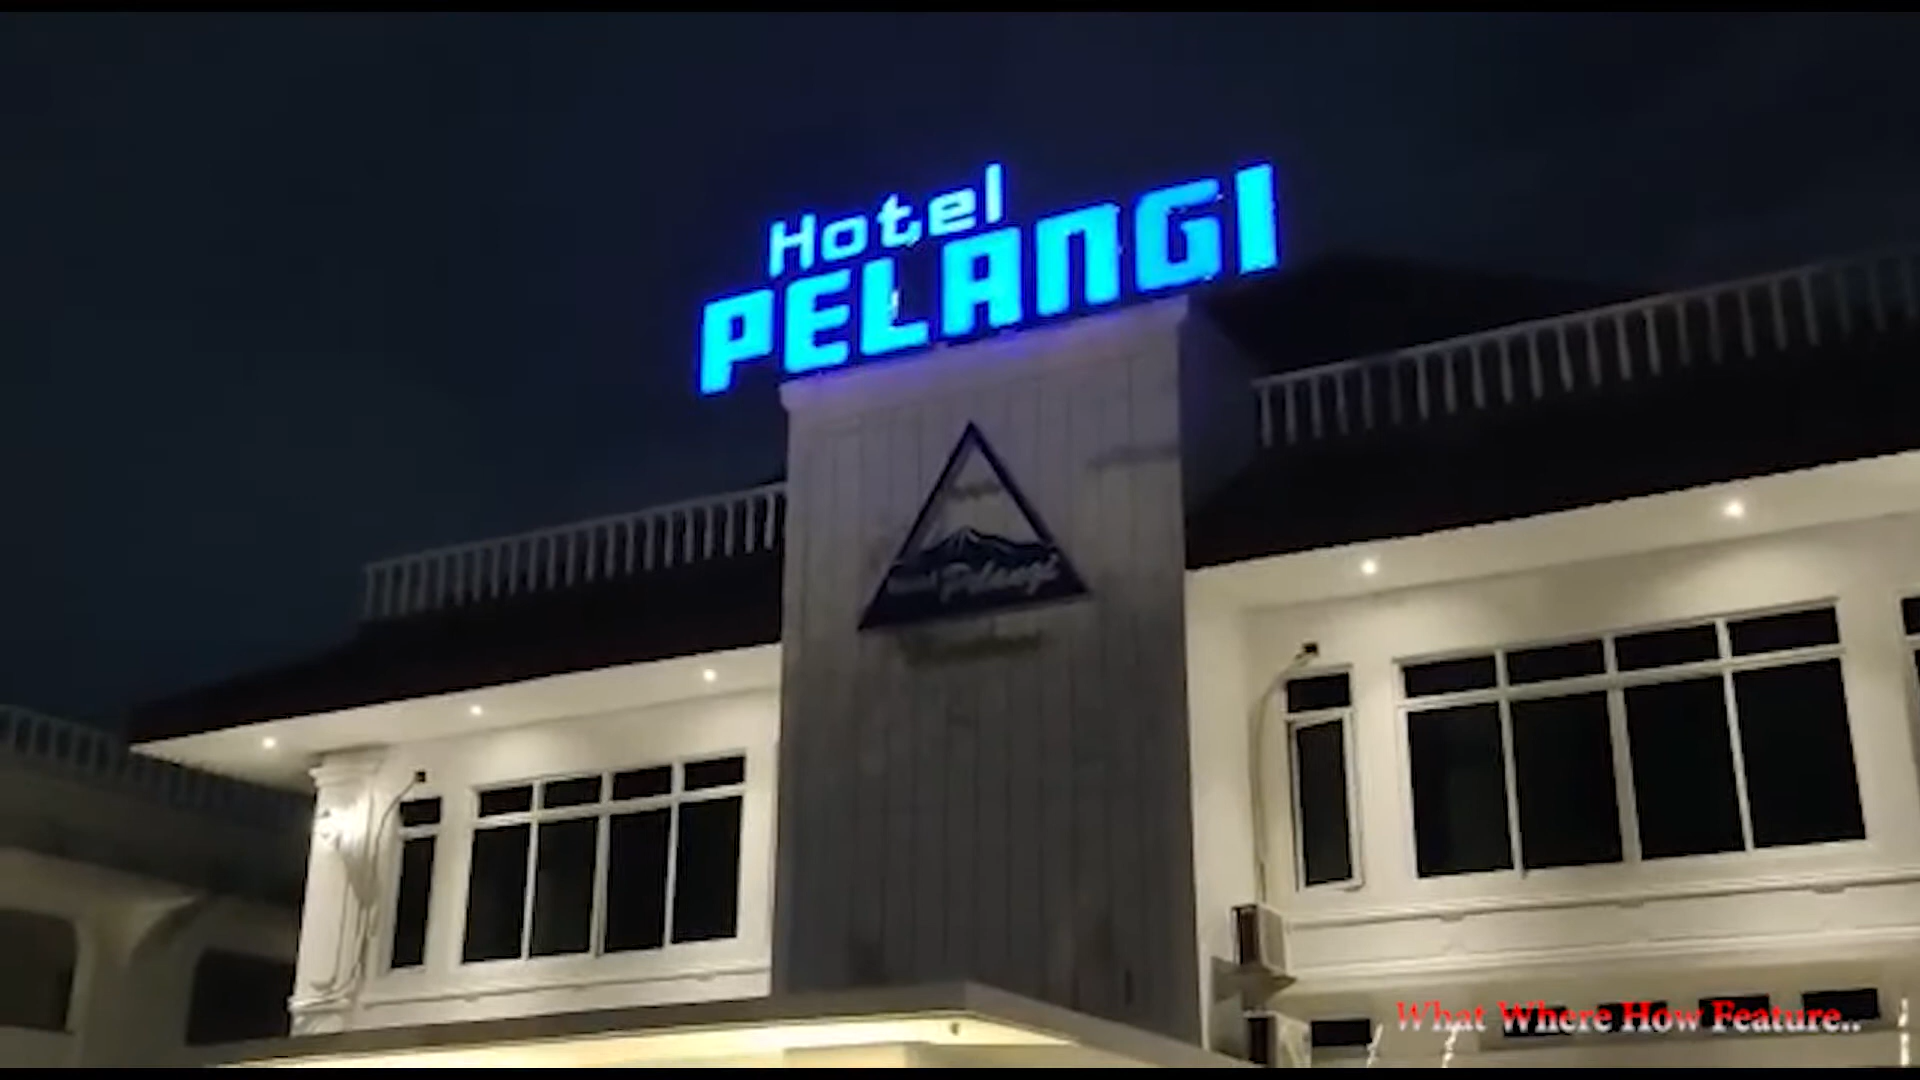 Hotel
PELANGI
Pelangi
What Where How Feature..